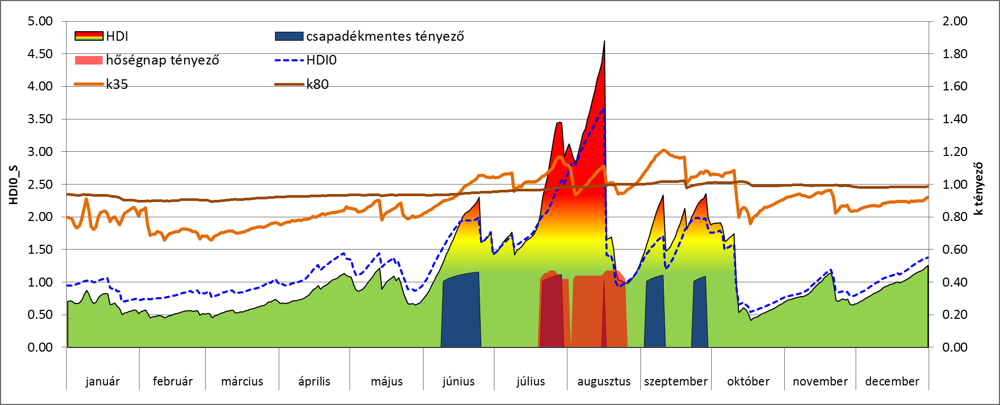 HDI
csapadékmentes tényező
hőségnap tényező
HDI0
k35
k80
5.00
4.50
4.00
3.50
3.00
2.50
2.00
1.50
1.00
0.50
0.00
HDI0_S
2.00
1.80
1.60
1.40
1.20
1.00
0.80
0.60
0.40
0.20
0.00
k tényező
január
február
március
április
május
június
július
augusztus
szeptember
október
november
december